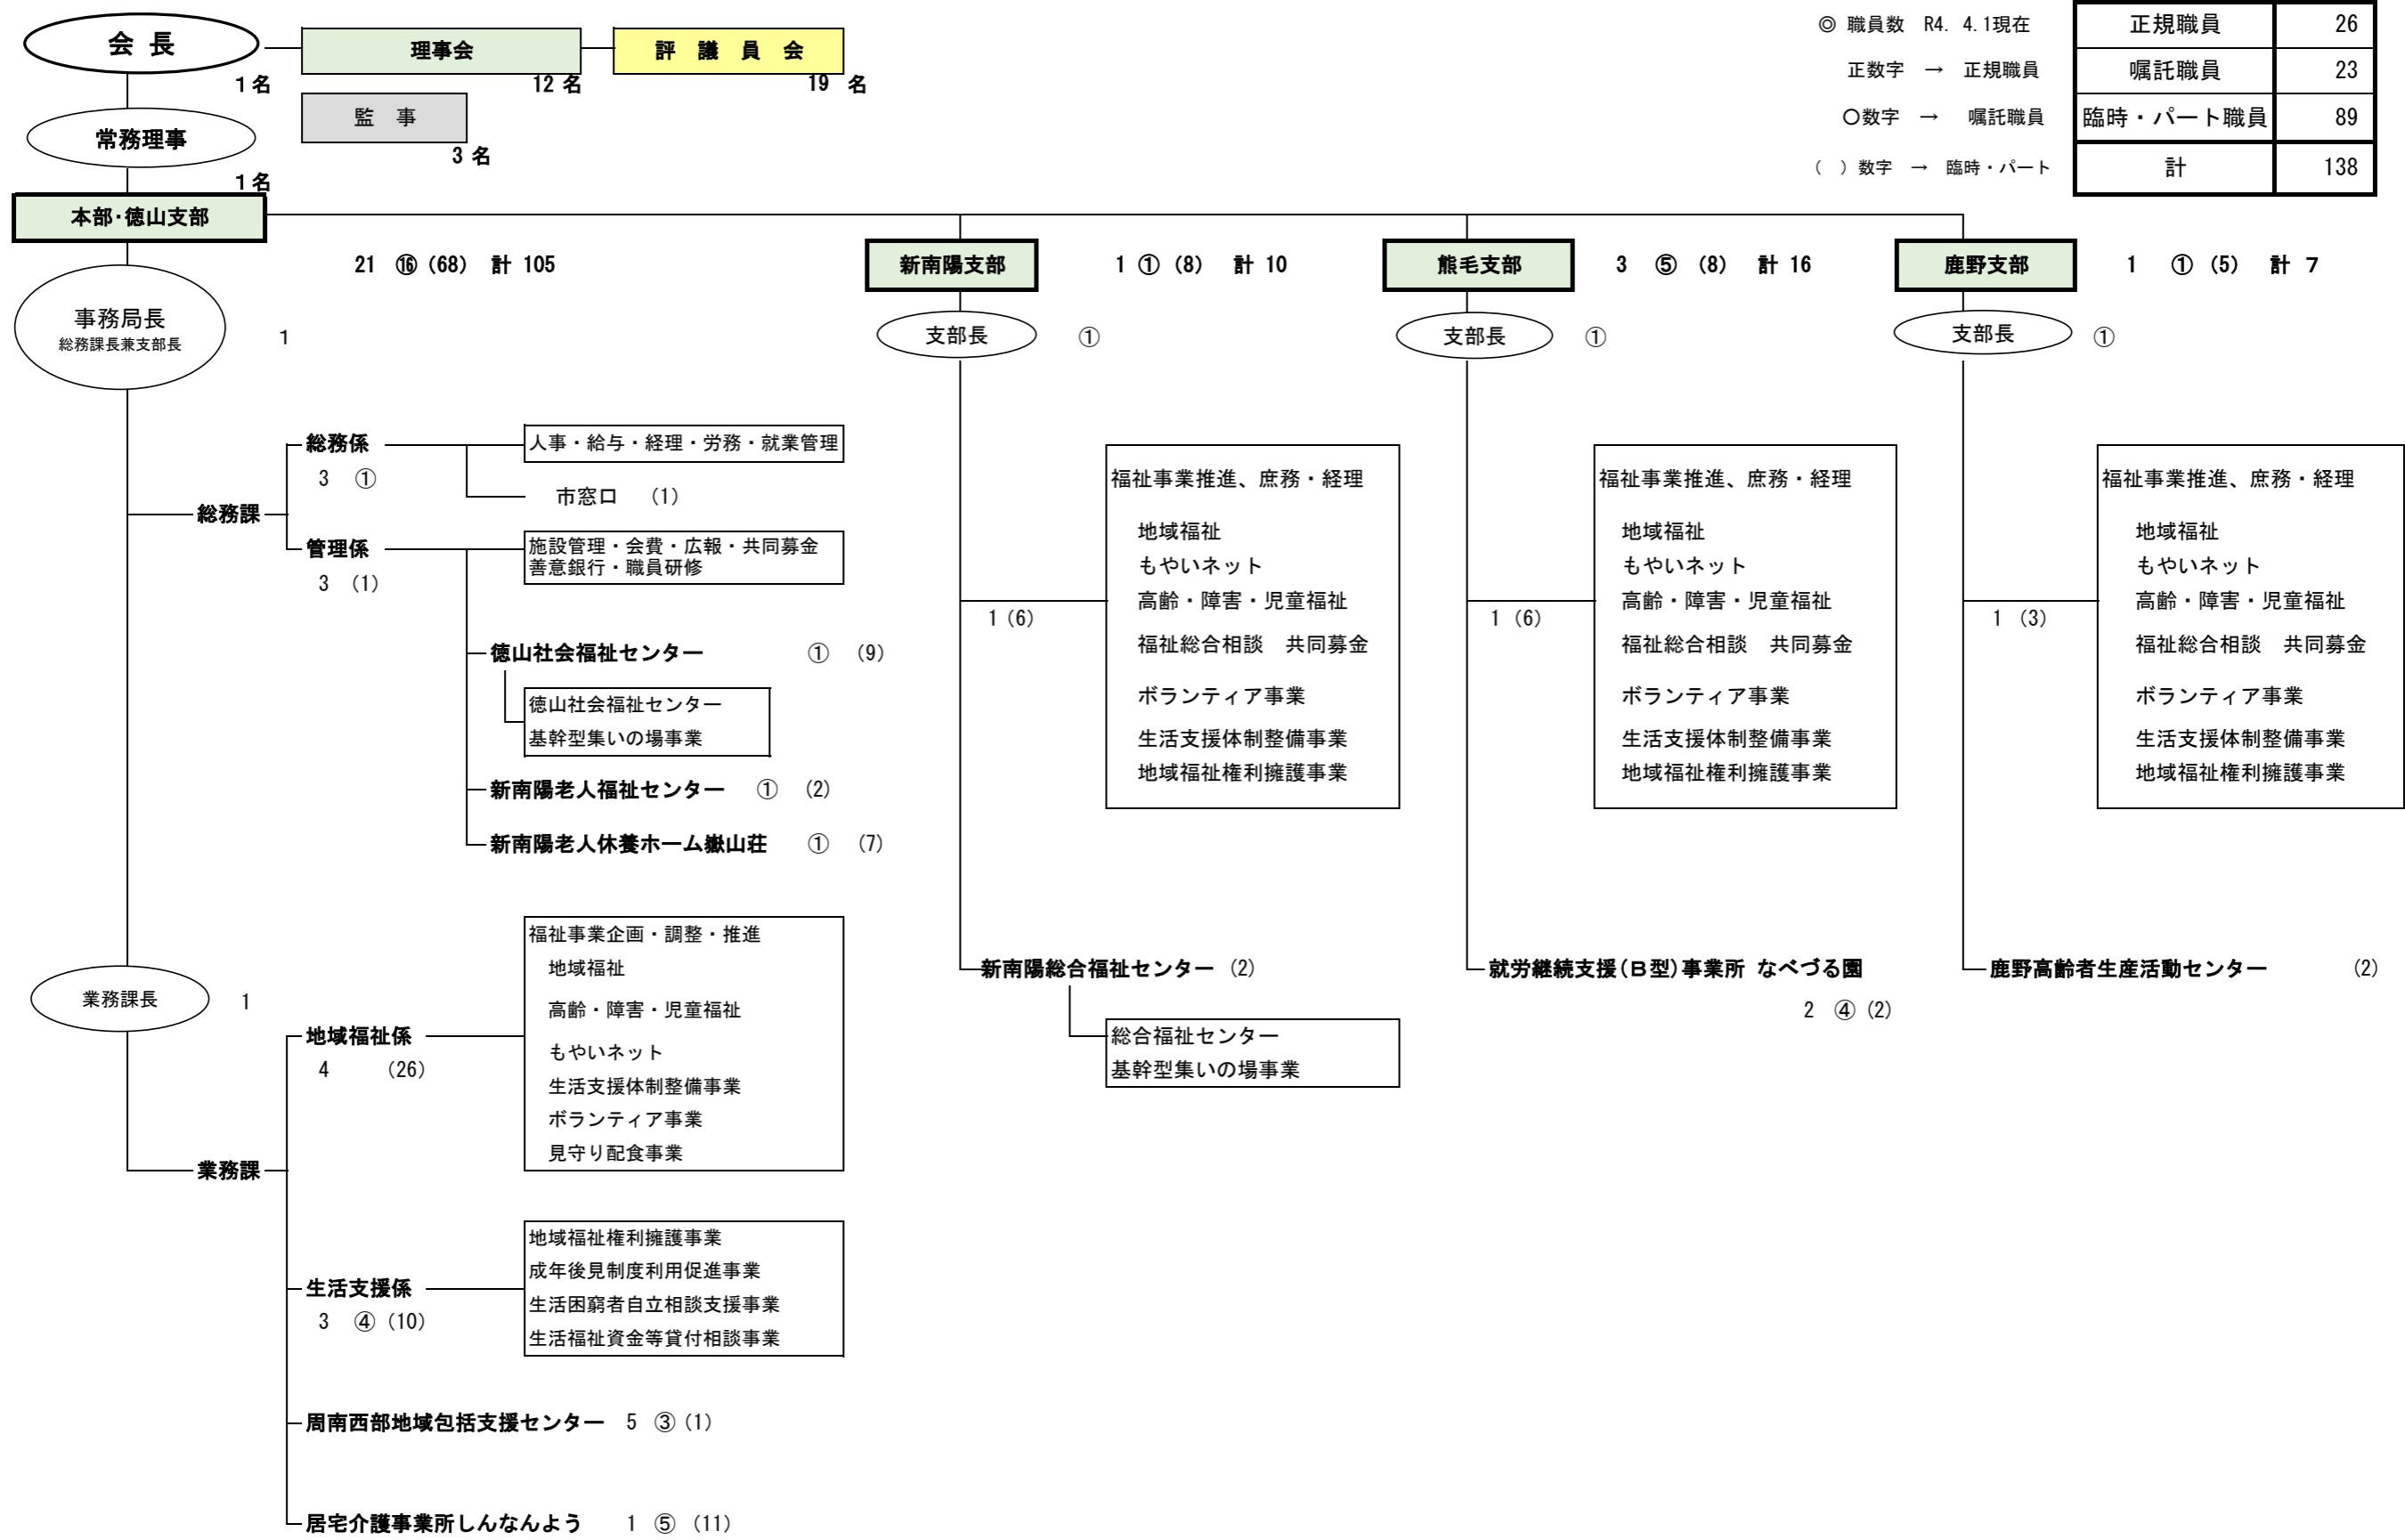 会 長
1 名
理事会
12 名
評 議 員 会
19 名
監 事
3 名
常務理事
1 名
◎ 職員数 R4. 4.1現在
正数字 → 正規職員
〇数字 → 嘱託職員
( ) 数字 → 臨時・パート
正規職員 26
嘱託職員 23
臨時・パート職員 89
計 138
本部・徳山支部
21 ⑯ (68) 計 105
新南陽支部
1 ① (8) 計 10
熊毛支部
3 ⑤ (8) 計 16
鹿野支部
1 ① (5) 計 7
事務局長
総務課長兼支部長
1
支部長 ①
支部長 ①
支部長 ①
総務課
総務係
3 ①
人事・給与・経理・労務・就業管理
市窓口 (1)
管理係
3 (1)
施設管理・会費・広報・共同募金
善意銀行・職員研修
徳山社会福祉センター ① (9)
徳山社会福祉センター
基幹型集いの場事業
新南陽老人福祉センター ① (2)
新南陽老人休養ホーム嶽山荘 ① (7)
業務課長
1
業務課
地域福祉係
4 (26)
福祉事業企画・調整・推進
地域福祉
高齢・障害・児童福祉
もやいネット
生活支援体制整備事業
ボランティア事業
見守り配食事業
生活支援係
3 ④ (10)
地域福祉権利擁護事業
成年後見制度利用促進事業
生活困窮者自立相談支援事業
生活福祉資金等貸付相談事業
周南西部地域包括支援センター 5 ③ (1)
居宅介護事業所しんなんよう 1 ⑤ (11)
1 (6)
福祉事業推進、庶務・経理
地域福祉
もやいネット
高齢・障害・児童福祉
福祉総合相談 共同募金
ボランティア事業
生活支援体制整備事業
地域福祉権利擁護事業
新南陽総合福祉センター (2)
総合福祉センター
基幹型集いの場事業
1 (6)
福祉事業推進、庶務・経理
地域福祉
もやいネット
高齢・障害・児童福祉
福祉総合相談 共同募金
ボランティア事業
生活支援体制整備事業
地域福祉権利擁護事業
就労継続支援(B型)事業所 なべづる園
2 ④ (2)
1 (3)
福祉事業推進、庶務・経理
地域福祉
もやいネット
高齢・障害・児童福祉
福祉総合相談 共同募金
ボランティア事業
生活支援体制整備事業
地域福祉権利擁護事業
鹿野高齢者生産活動センター (2)